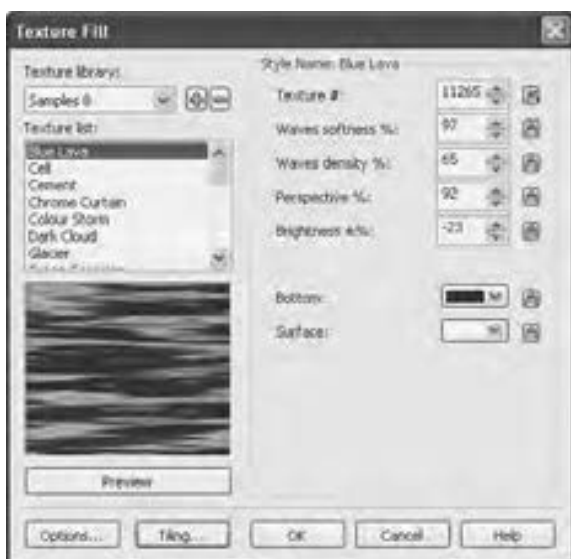 Texture Fill
Texture library:
Samples 8
Texture list:
Blue Lava
Cell
Cement
Chrome Curtain
Colour Storm
Dark Cloud
Glacier
Style Name: Blue Lava
Texture #: 11265
Waves softness %: 97
Waves density %: 65
Perspective %: 92
Brightness ±%: -23
Bottom:
Surface:
Preview
Options... Tiling... OK Cancel Help